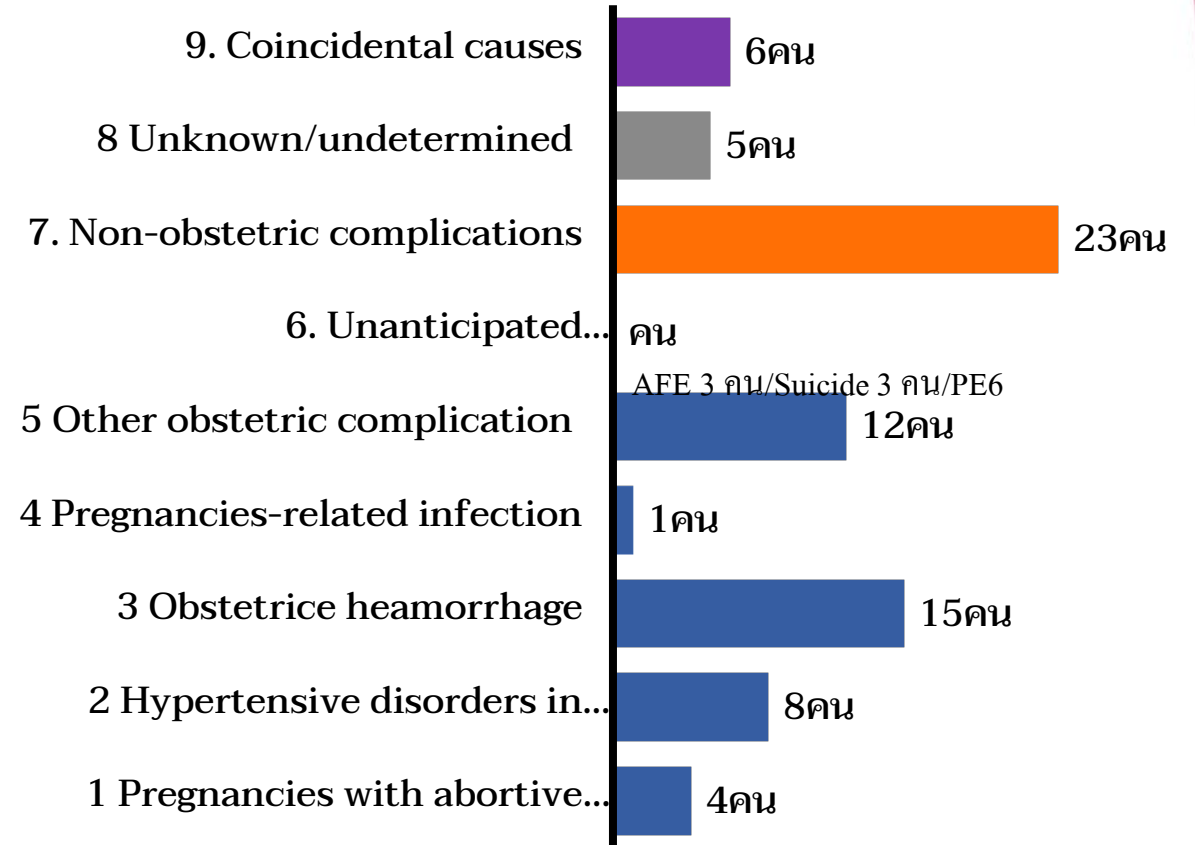 9. Coincidental causes 6คน
8 Unknown/undetermined 5คน
7. Non-obstetric complications 23คน
6. Unanticipated... คน
AFE 3 คน/Suicide 3 คน/PE6
5 Other obstetric complication 12คน
4 Pregnancies-related infection 1คน
3 Obstetrice heamorrhage 15คน
2 Hypertensive disorders in... 8คน
1 Pregnancies with abortive... 4คน